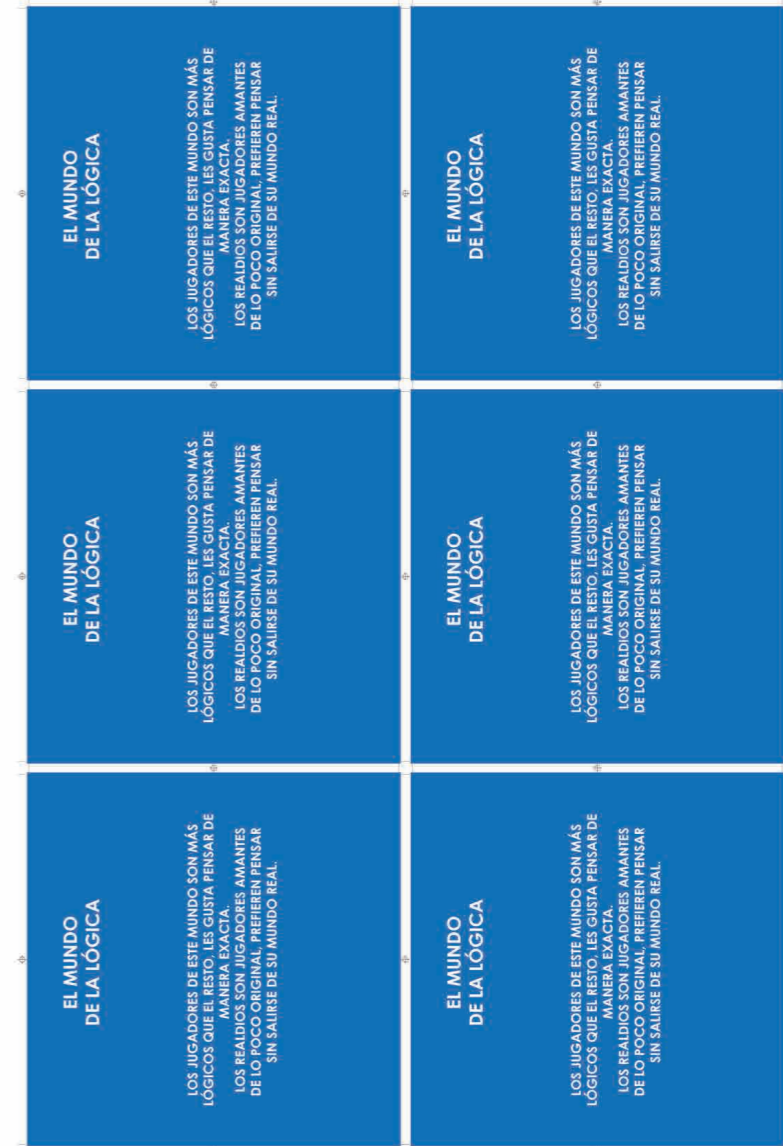 EL MUNDO
DE LA LÓGICA
LOS JUGADORES DE ESTE MUNDO SON MÁS
LÓGICOS QUE EL RESTO, LES GUSTA PENSAR DE
MANERA EXACTA.
LOS REALDIOS SON JUGADORES AMANTES
DE LO POCO ORIGINAL, PREFIEREN PENSAR
SIN SALIRSE DE SU MUNDO REAL.
EL MUNDO
DE LA LÓGICA
LOS JUGADORES DE ESTE MUNDO SON MÁS
LÓGICOS QUE EL RESTO, LES GUSTA PENSAR DE
MANERA EXACTA.
LOS REALDIOS SON JUGADORES AMANTES
DE LO POCO ORIGINAL, PREFIEREN PENSAR
SIN SALIRSE DE SU MUNDO REAL.
EL MUNDO
DE LA LÓGICA
LOS JUGADORES DE ESTE MUNDO SON MÁS
LÓGICOS QUE EL RESTO, LES GUSTA PENSAR DE
MANERA EXACTA.
LOS REALDIOS SON JUGADORES AMANTES
DE LO POCO ORIGINAL, PREFIEREN PENSAR
SIN SALIRSE DE SU MUNDO REAL.
EL MUNDO
DE LA LÓGICA
LOS JUGADORES DE ESTE MUNDO SON MÁS
LÓGICOS QUE EL RESTO, LES GUSTA PENSAR DE
MANERA EXACTA.
LOS REALDIOS SON JUGADORES AMANTES
DE LO POCO ORIGINAL, PREFIEREN PENSAR
SIN SALIRSE DE SU MUNDO REAL.
EL MUNDO
DE LA LÓGICA
LOS JUGADORES DE ESTE MUNDO SON MÁS
LÓGICOS QUE EL RESTO, LES GUSTA PENSAR DE
MANERA EXACTA.
LOS REALDIOS SON JUGADORES AMANTES
DE LO POCO ORIGINAL, PREFIEREN PENSAR
SIN SALIRSE DE SU MUNDO REAL.
EL MUNDO
DE LA LÓGICA
LOS JUGADORES DE ESTE MUNDO SON MÁS
LÓGICOS QUE EL RESTO, LES GUSTA PENSAR DE
MANERA EXACTA.
LOS REALDIOS SON JUGADORES AMANTES
DE LO POCO ORIGINAL, PREFIEREN PENSAR
SIN SALIRSE DE SU MUNDO REAL.